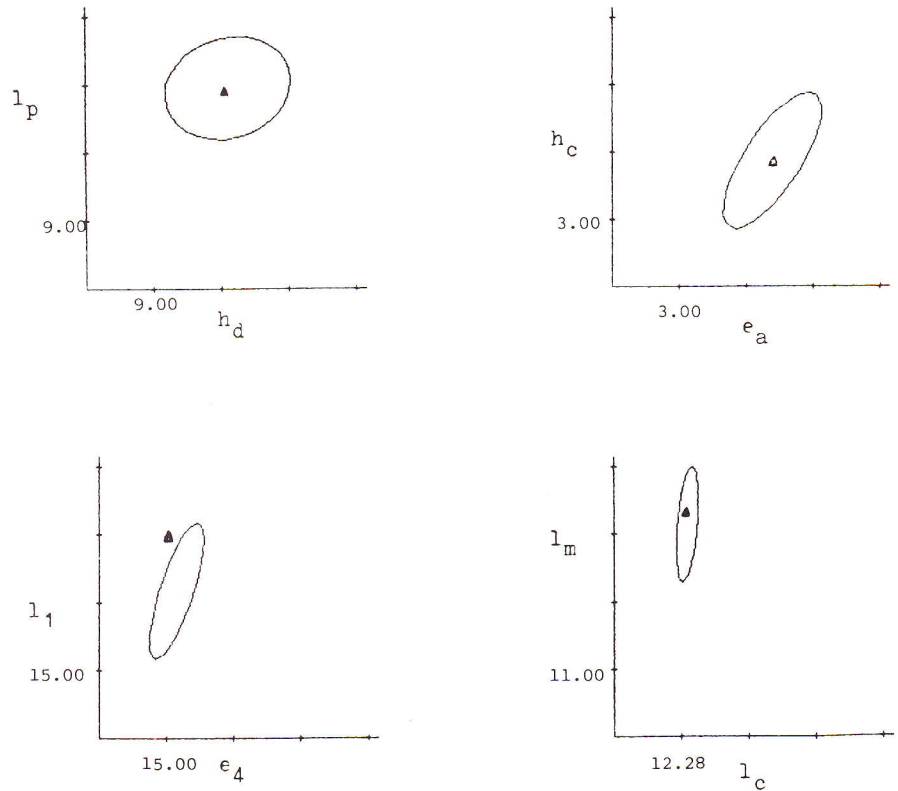 l_p
9.00
9.00
h_d
h_c
3.00
3.00
e_a
l_1
15.00
15.00 e_4
l_m
11.00
12.28
l_c